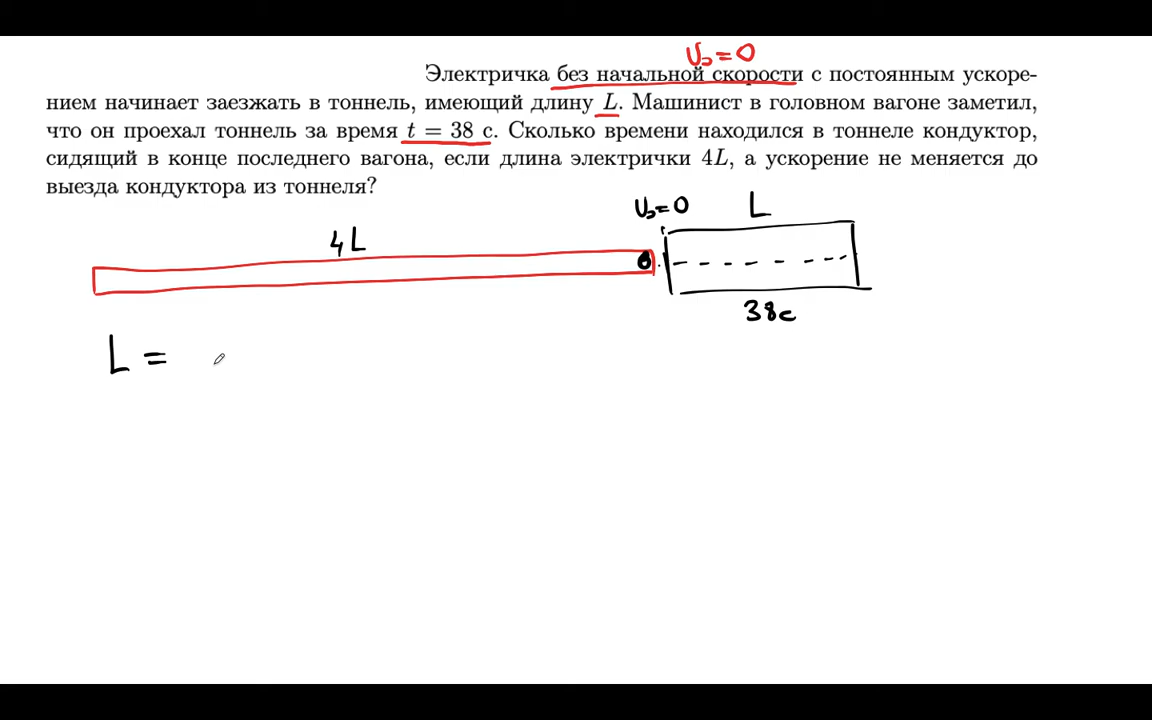 υ₀=0
Электричка без начальной скорости с постоянным ускоре-
нием начинает заезжать в тоннель, имеющий длину L. Машинист в головном вагоне заметил,
что он проехал тоннель за время t = 38 с. Сколько времени находился в тоннеле кондуктор,
сидящий в конце последнего вагона, если длина электрички 4L, а ускорение не меняется до
выезда кондуктора из тоннеля?
υ₀=0 L
4L
38с
L =